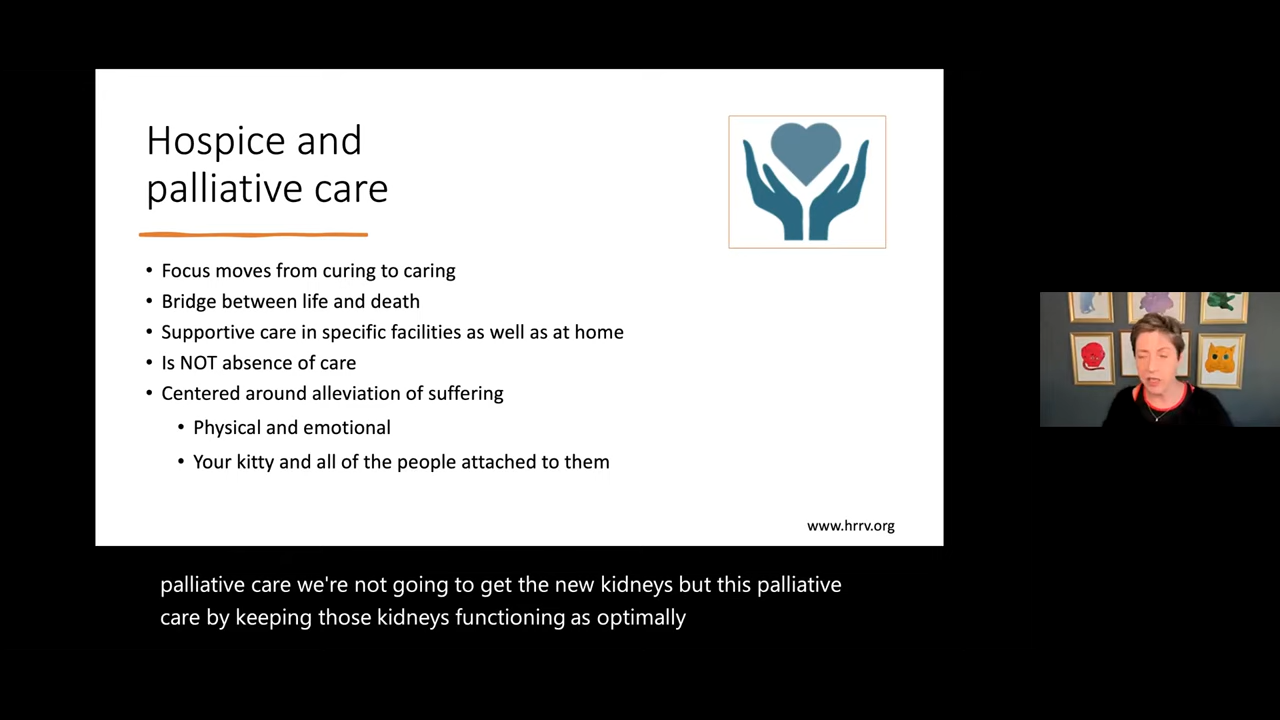 Hospice and
palliative care
• Focus moves from curing to caring
• Bridge between life and death
• Supportive care in specific facilities as well as at home
• Is NOT absence of care
• Centered around alleviation of suffering
• Physical and emotional
• Your kitty and all of the people attached to them
www.hrrv.org
palliative care we're not going to get the new kidneys but this palliative
care by keeping those kidneys functioning as optimally